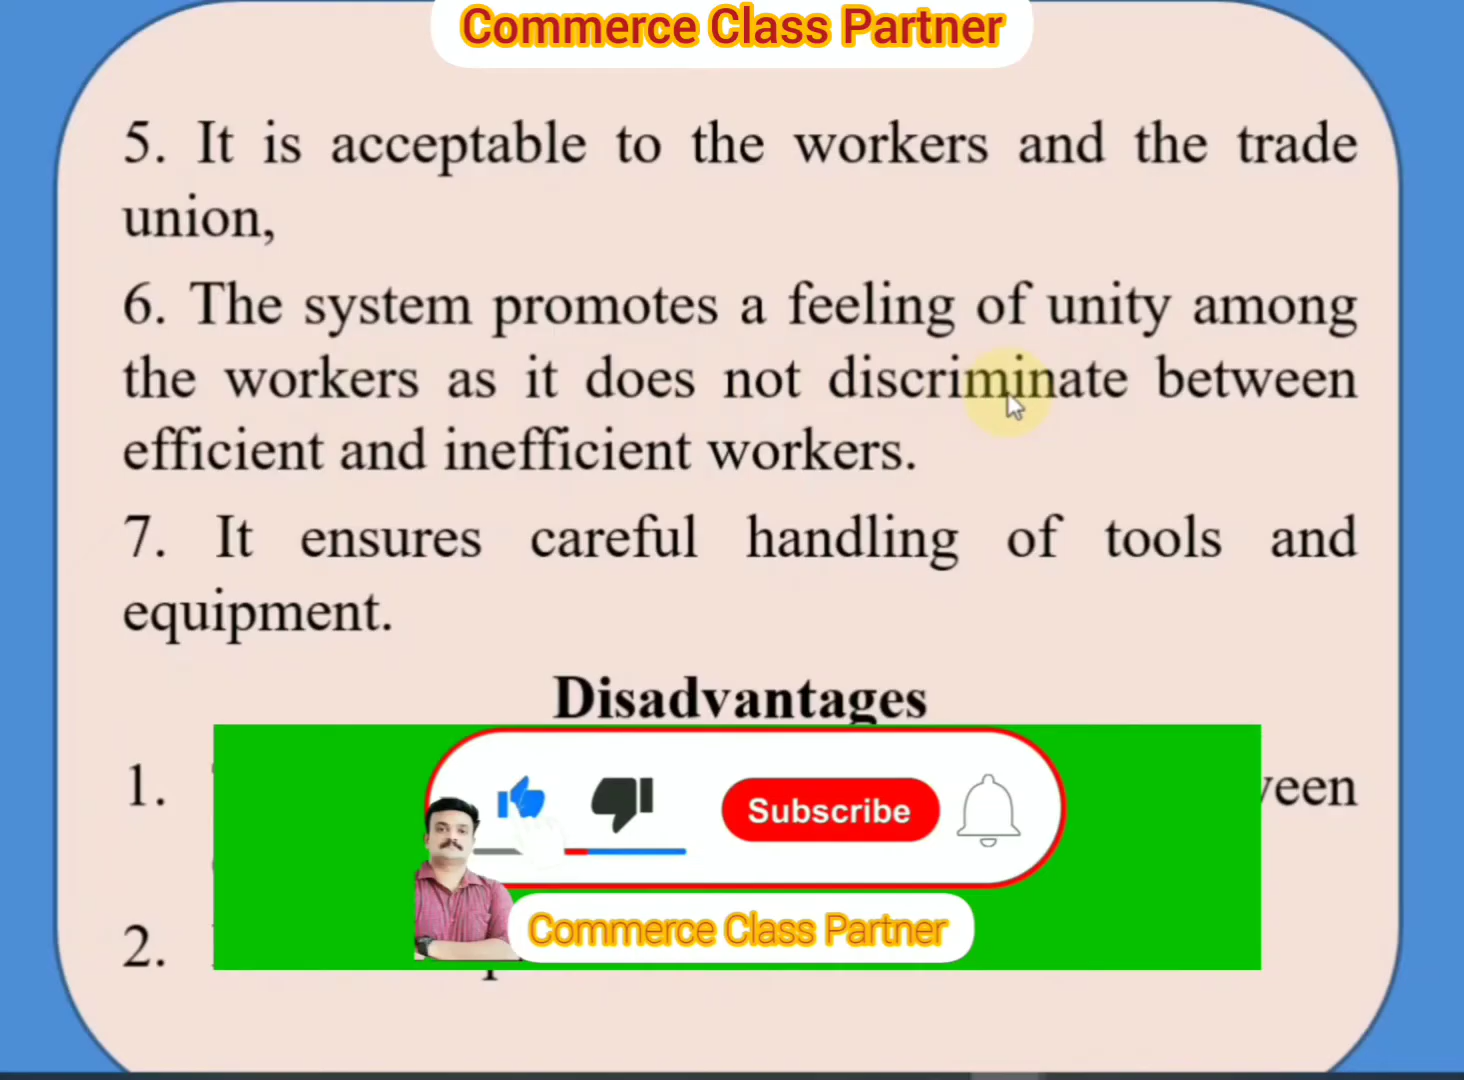 Commerce Class Partner
5. It is acceptable to the workers and the trade
union,
6. The system promotes a feeling of unity among
the workers as it does not discriminate between
efficient and inefficient workers.
7. It ensures careful handling of tools and
equipment.
Disadvantages
1.
Subscribe
Commerce Class Partner
2.